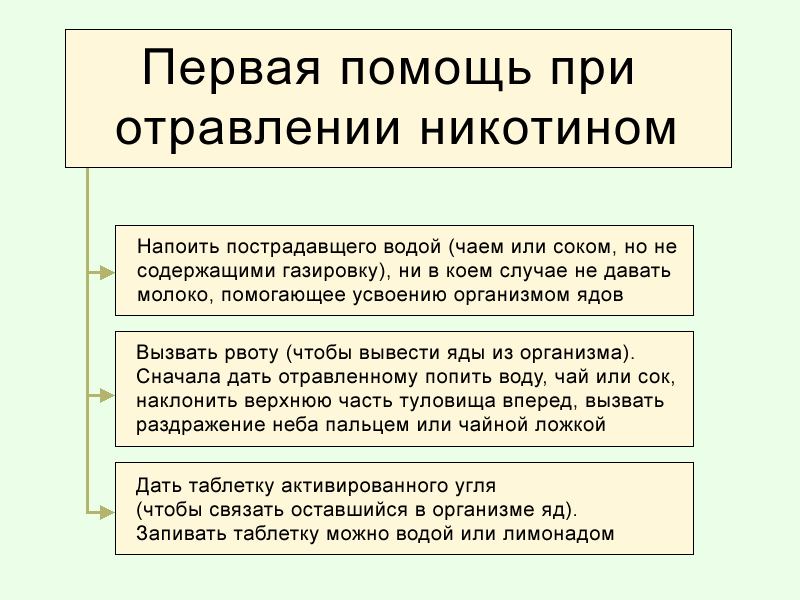 Первая помощь при
отравлении никотином
Напоить пострадавщего водой (чаем или соком, но не
содержащими газировку), ни в коем случае не давать
молоко, помогающее усвоению организмом ядов
Вызвать рвоту (чтобы вывести яды из организма).
Сначала дать отравленному попить воду, чай или сок,
наклонить верхнюю часть туловища вперед, вызвать
раздражение неба пальцем или чайной ложкой
Дать таблетку активированного угля
(чтобы связать оставшийся в организме яд).
Запивать таблетку можно водой или лимонадом